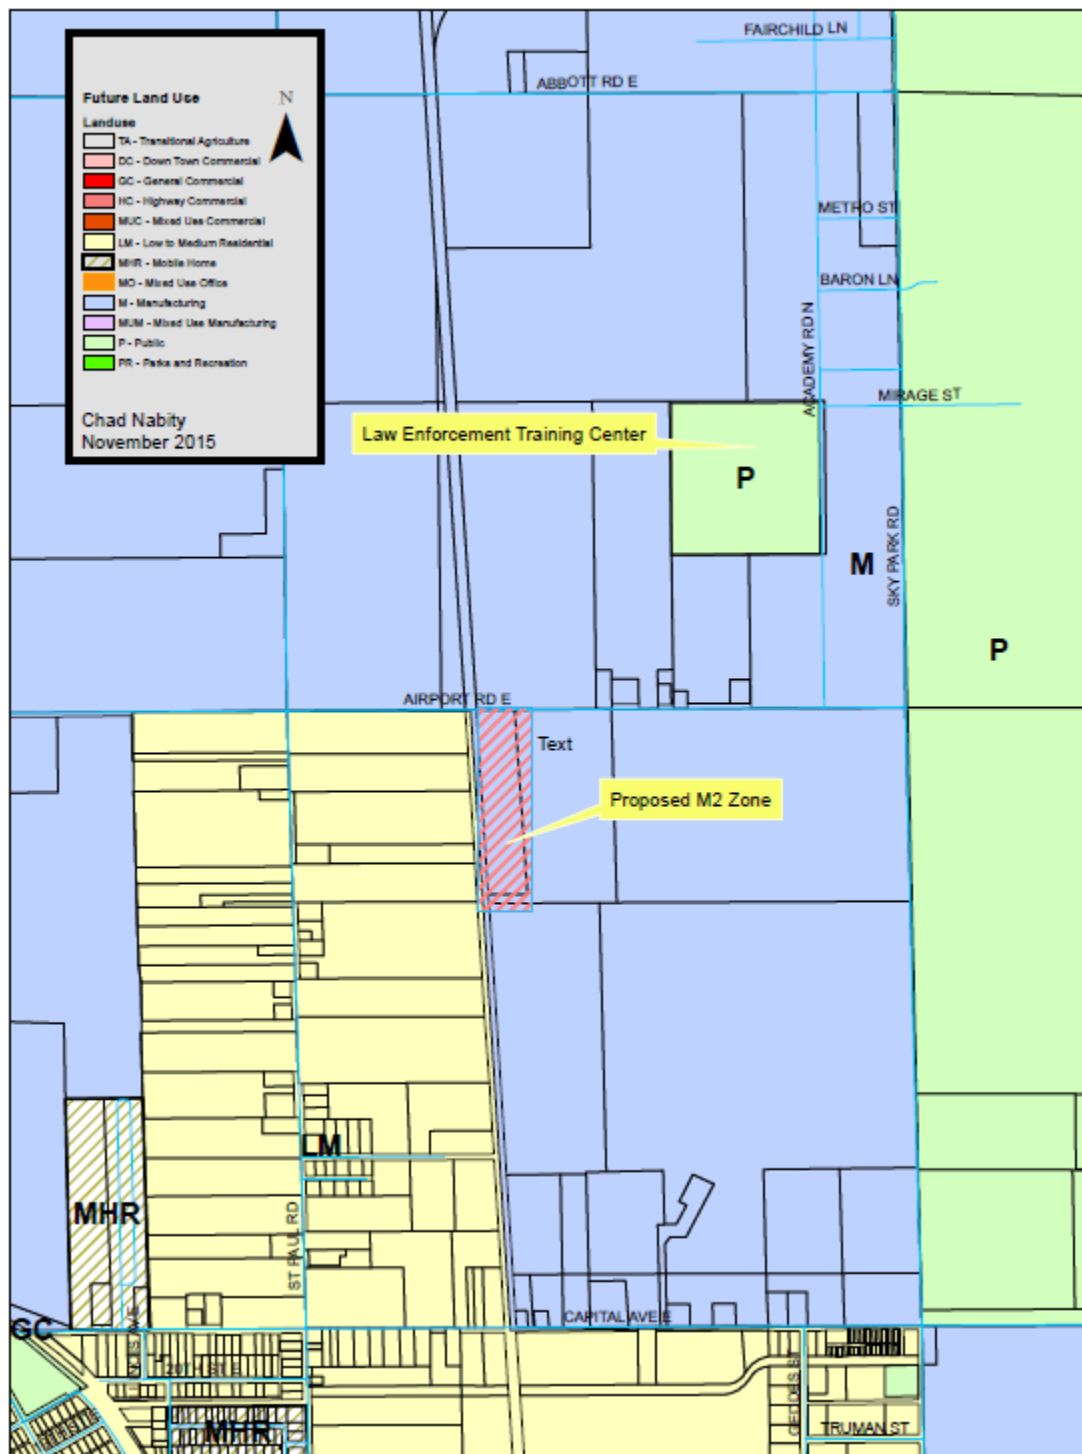 FAIRCHILD LN
ABBOTT RD E
Future Land Use
N
Landuse
TA - Transitional Agriculture
DC - Down Town Commercial
GC - General Commercial
HC - Highway Commercial
MUC - Mixed Use Commercial
LM - Low to Medium Residential
MHR - Mobile Home
MO - Mixed Use Office
M - Manufacturing
MUM - Mixed Use Manufacturing
P - Public
PR - Parks and Recreation
Chad Nabity
November 2015
METRO ST
BARON LN
ACADEMY RD N
MIRAGE ST
Law Enforcement Training Center
P
M
SKY PARK RD
P
AIRPORT RD E
Text
Proposed M2 Zone
LM
MHR
ST PAUL RD
CAPITAL AVE E
GC
20TH ST E
GEDDES ST
MHR
TRUMAN ST